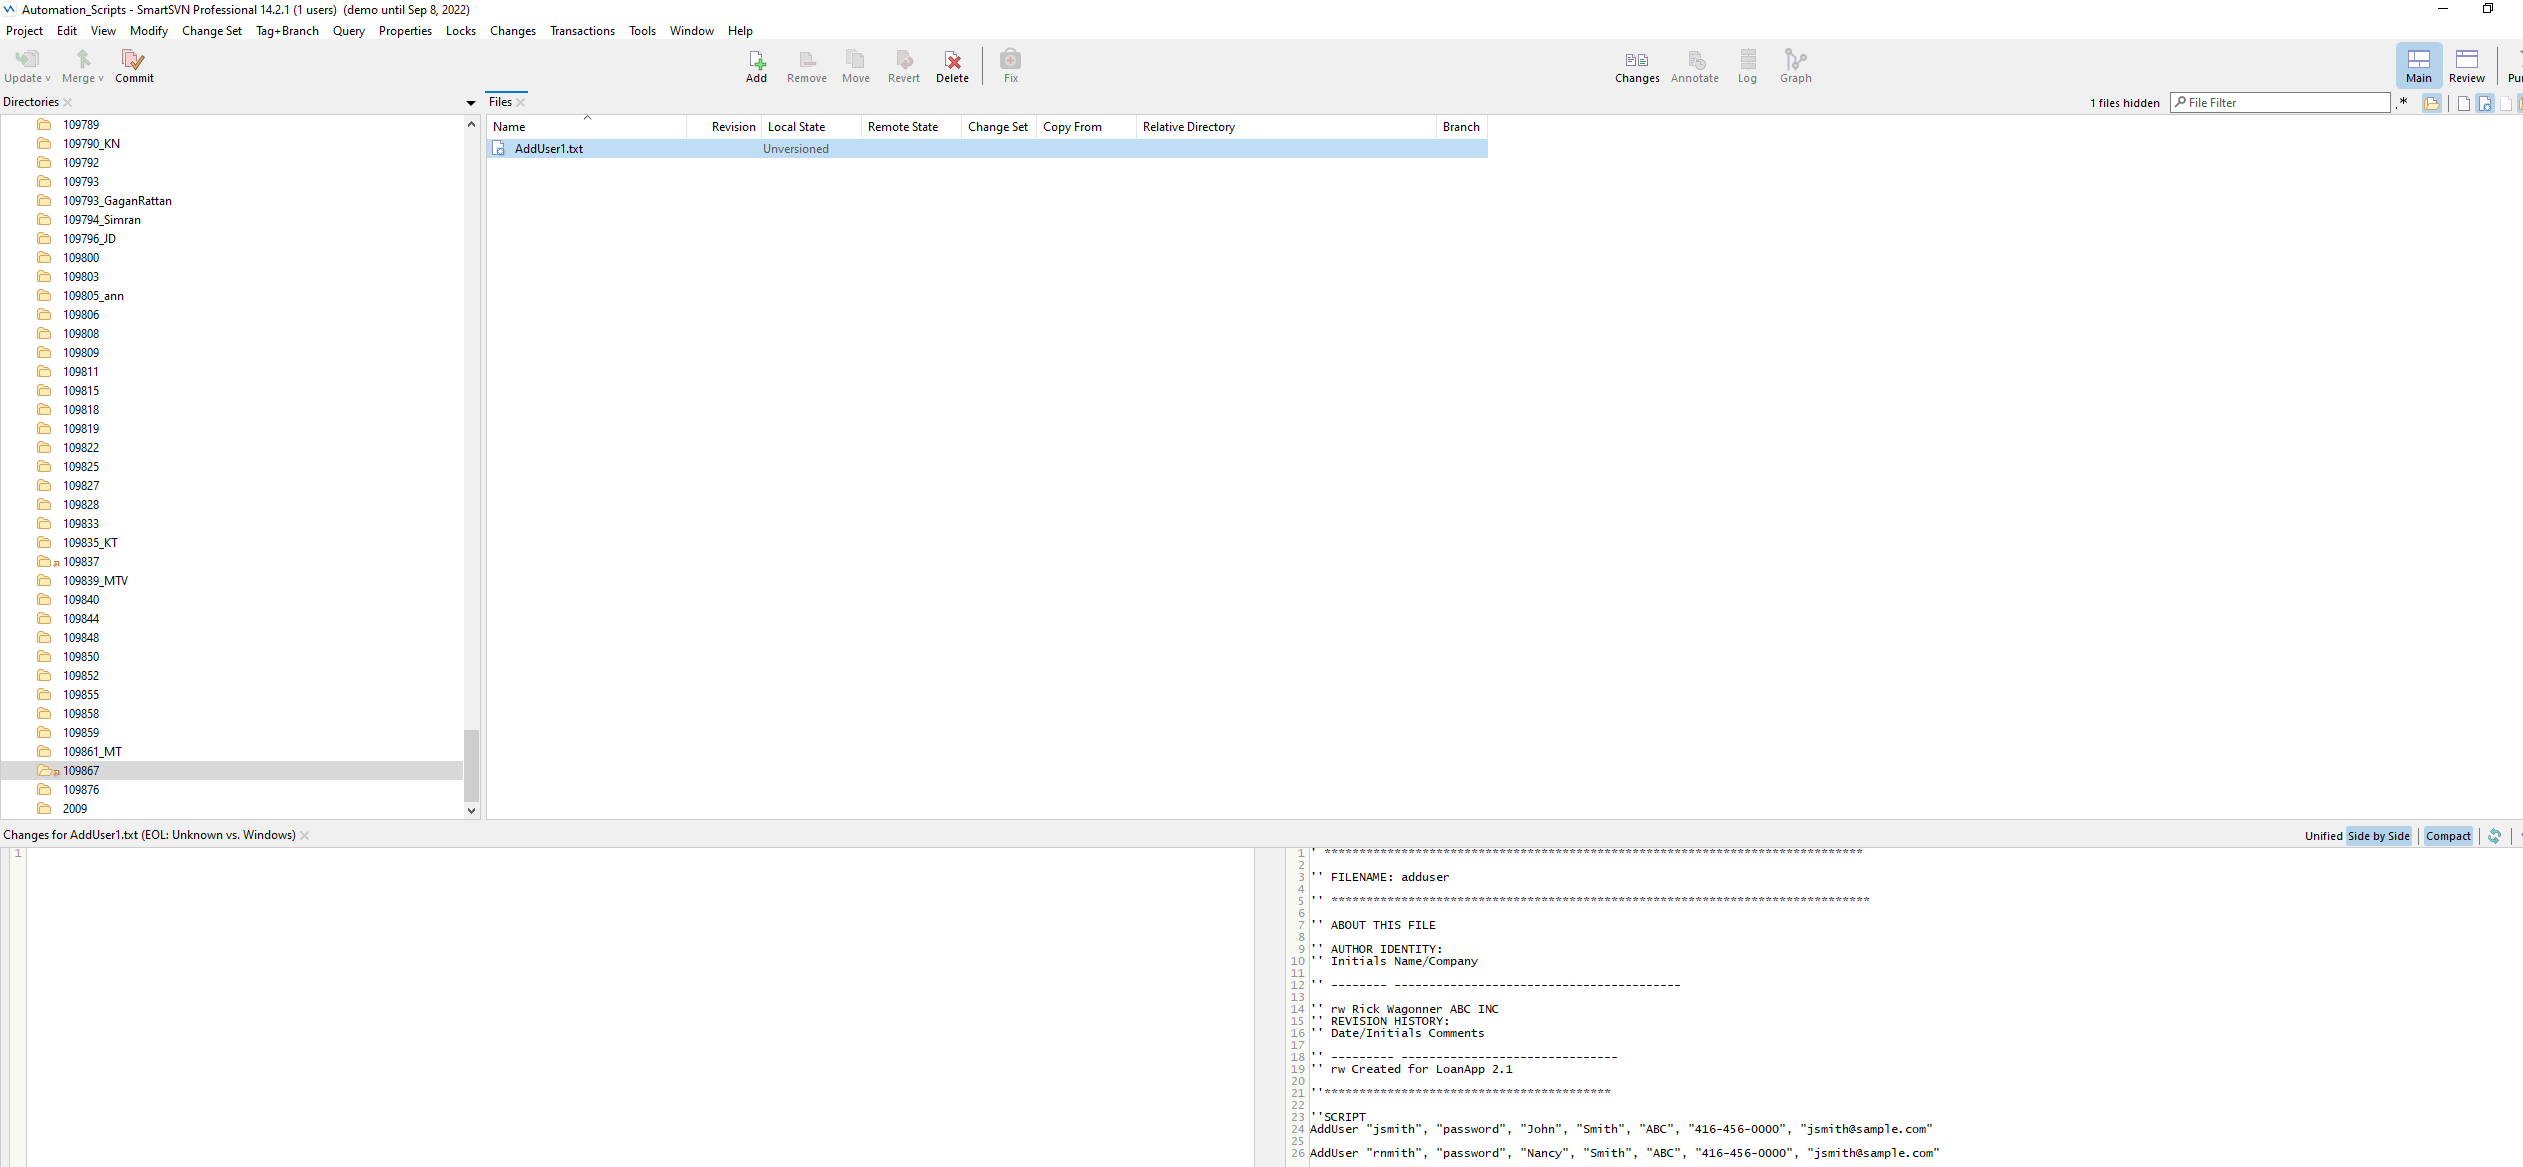 Automation_Scripts - SmartSVN Professional 14.2.1 (1 users)  (demo until Sep 8, 2022)
Project Edit View Modify Change Set Tag+Branch Query Properties Locks Changes Transactions Tools Window Help
Update Merge Commit Add Remove Move Revert Delete Fix Changes Annotate Log Graph Main Review
Directories Files 1 files hidden File Filter .*
Name Revision Local State Remote State Change Set Copy From Relative Directory Branch
AddUser1.txt Unversioned
109789
109790_KN
109792
109793
109793_GaganRattan
109794_Simran
109796_JD
109800
109803
109805_ann
109806
109808
109809
109811
109815
109818
109819
109822
109825
109827
109828
109833
109835_KT
109837
109839_MTV
109840
109844
109848
109850
109852
109855
109858
109859
109861_MT
109867
109876
2009
Changes for AddUser1.txt (EOL: Unknown vs. Windows) Unified Side by Side Compact
1
1 ' *****************************************************************************
2
3 '' FILENAME: adduser
4
5 '' *****************************************************************************
6
7 '' ABOUT THIS FILE
8
9 '' AUTHOR IDENTITY:
10 '' Initials Name/Company
11
12 '' -------- -----------------------------------------
13
14 '' rw Rick Wagonner ABC INC
15 '' REVISION HISTORY:
16 '' Date/Initials Comments
17
18 '' --------- -------------------------------
19 '' rw Created for LoanApp 2.1
20
21 ''*****************************************
22
23 ''SCRIPT
24 AddUser "jsmith", "password", "John", "Smith", "ABC", "416-456-0000", "jsmith@sample.com"
25
26 AddUser "rnmith", "password", "Nancy", "Smith", "ABC", "416-456-0000", "jsmith@sample.com"